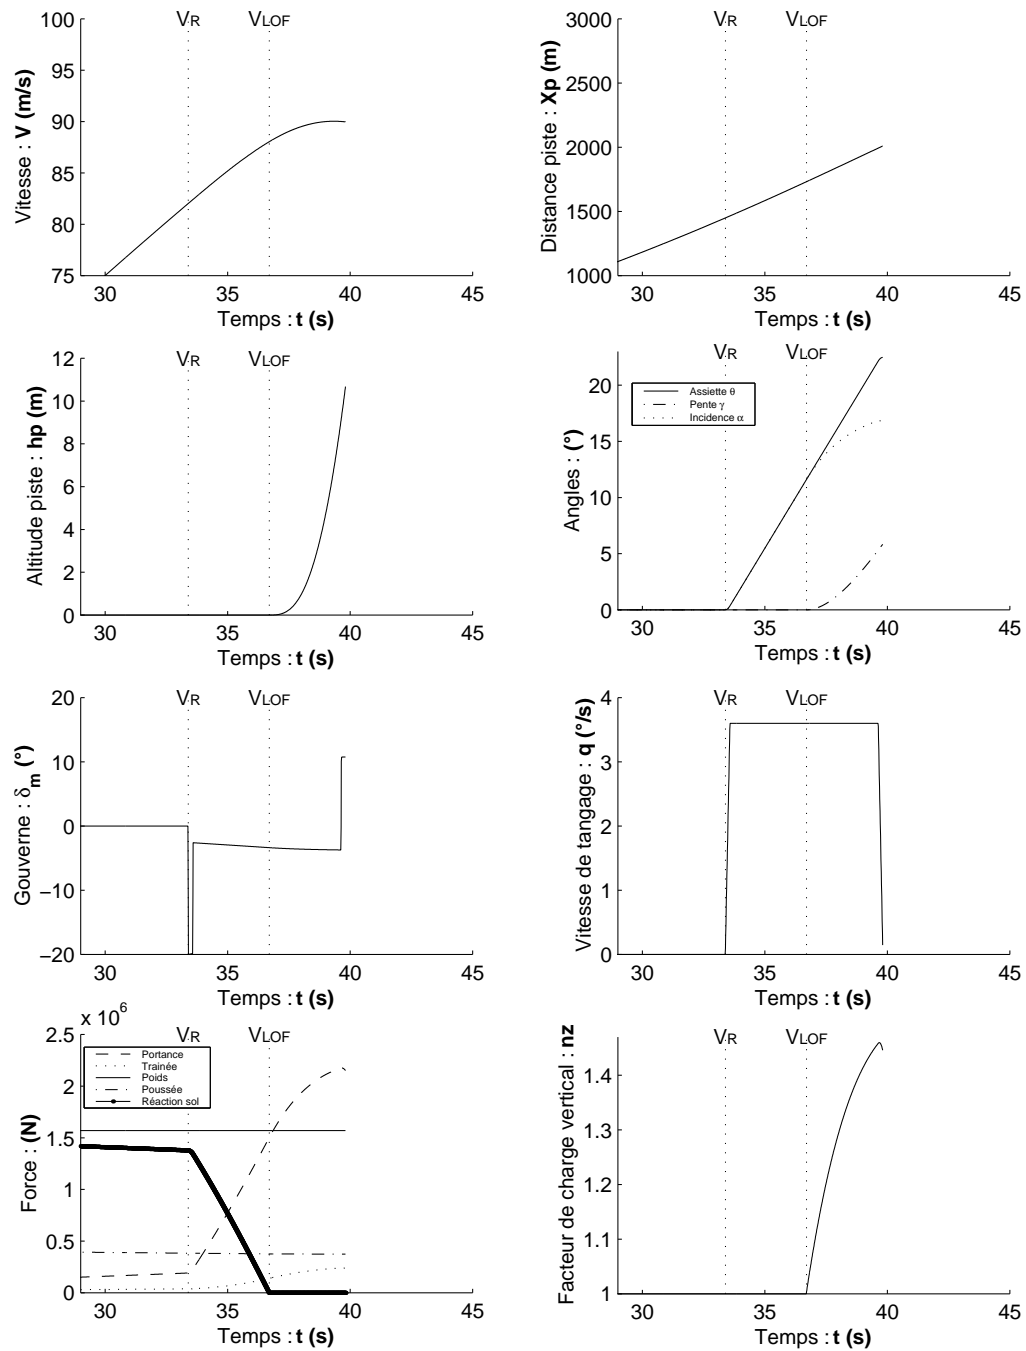 VR VLOF
100
95
90
85
80
75
30 35 40 45
Temps : t (s)
Vitesse : V (m/s)
VR VLOF
3000
2500
2000
1500
1000
30 35 40 45
Temps : t (s)
Distance piste : Xp (m)
VR VLOF
12
10
8
6
4
2
0
30 35 40 45
Temps : t (s)
Altitude piste : hp (m)
VR VLOF
20
15
10
5
0
Assiette θ
Pente γ
Incidence α
30 35 40 45
Temps : t (s)
Angles : (°)
VR VLOF
20
10
0
−10
−20
30 35 40 45
Temps : t (s)
Gouverne : δm (°)
VR VLOF
4
3
2
1
0
30 35 40 45
Temps : t (s)
Vitesse de tangage : q (°/s)
x 10^6
VR VLOF
2.5
2
1.5
1
0.5
0
Portance
Trainée
Poids
Poussée
Réaction sol
30 35 40 45
Temps : t (s)
Force : (N)
VR VLOF
1.4
1.3
1.2
1.1
1
30 35 40 45
Temps : t (s)
Facteur de charge vertical : nz